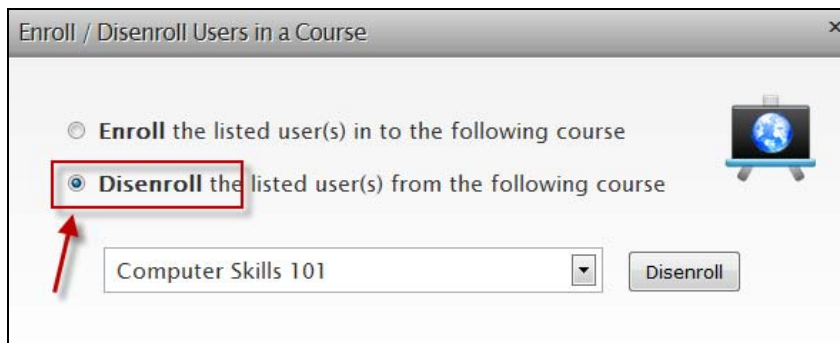 Enroll / Disenroll Users in a Course
Enroll the listed user(s) in to the following course
Disenroll the listed user(s) from the following course
Computer Skills 101
Disenroll